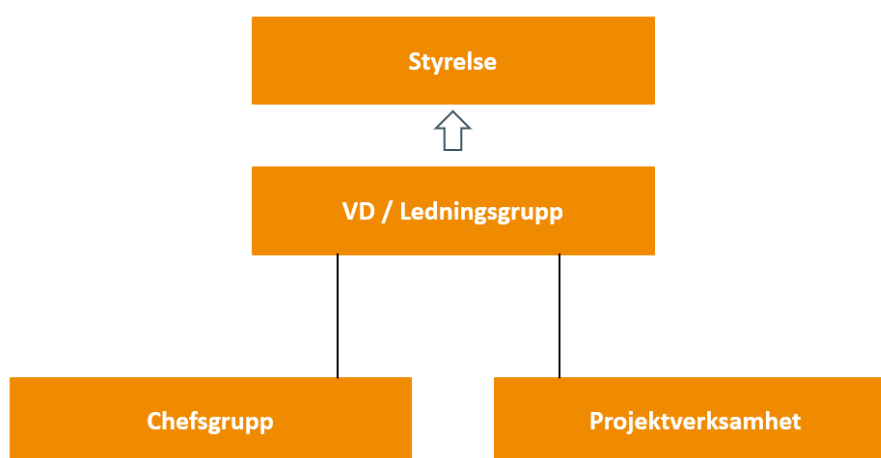 Styrelse
VD / Ledningsgrupp
Chefsgrupp
Projektverksamhet